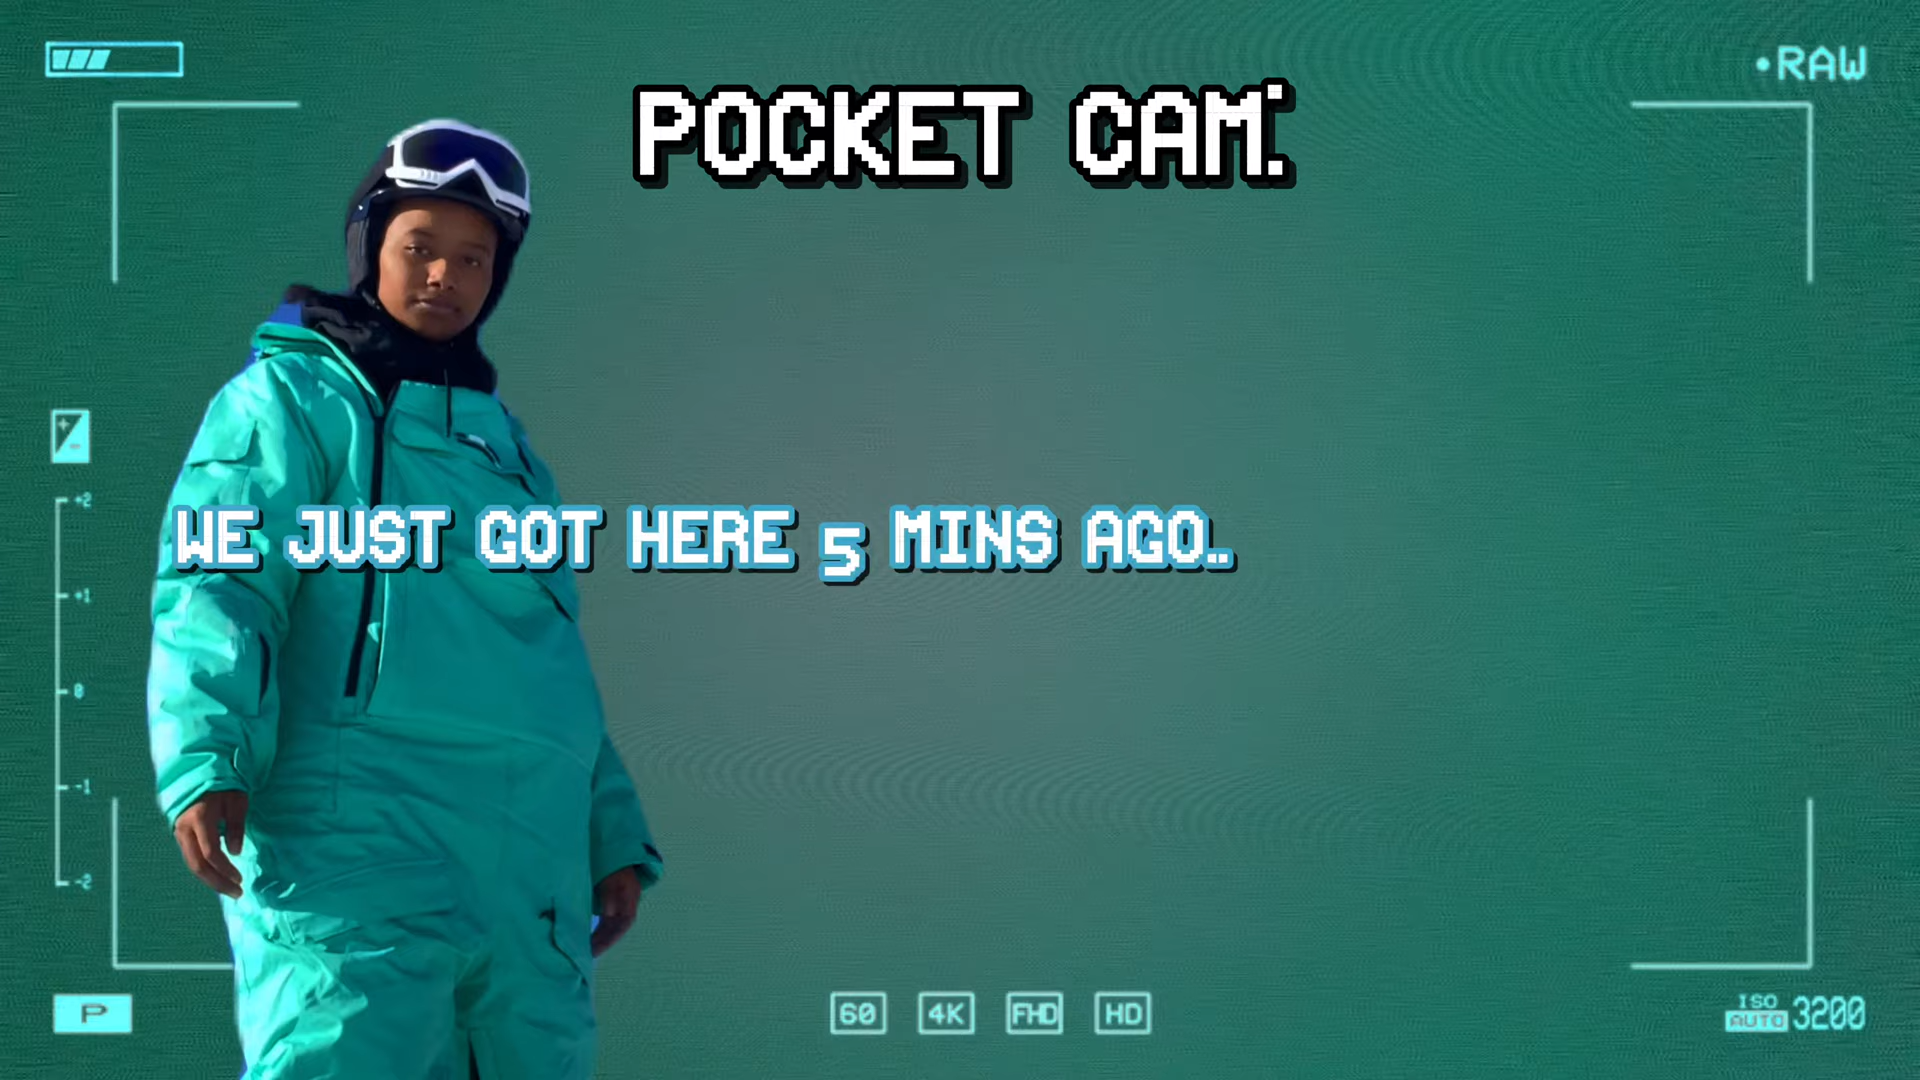 •RAW
POCKET CAM:
+2
WE JUST GOT HERE 5 MINS AGO..
+1
0
-1
-2
P
60 4K FHD HD
ISO AUTO 3200